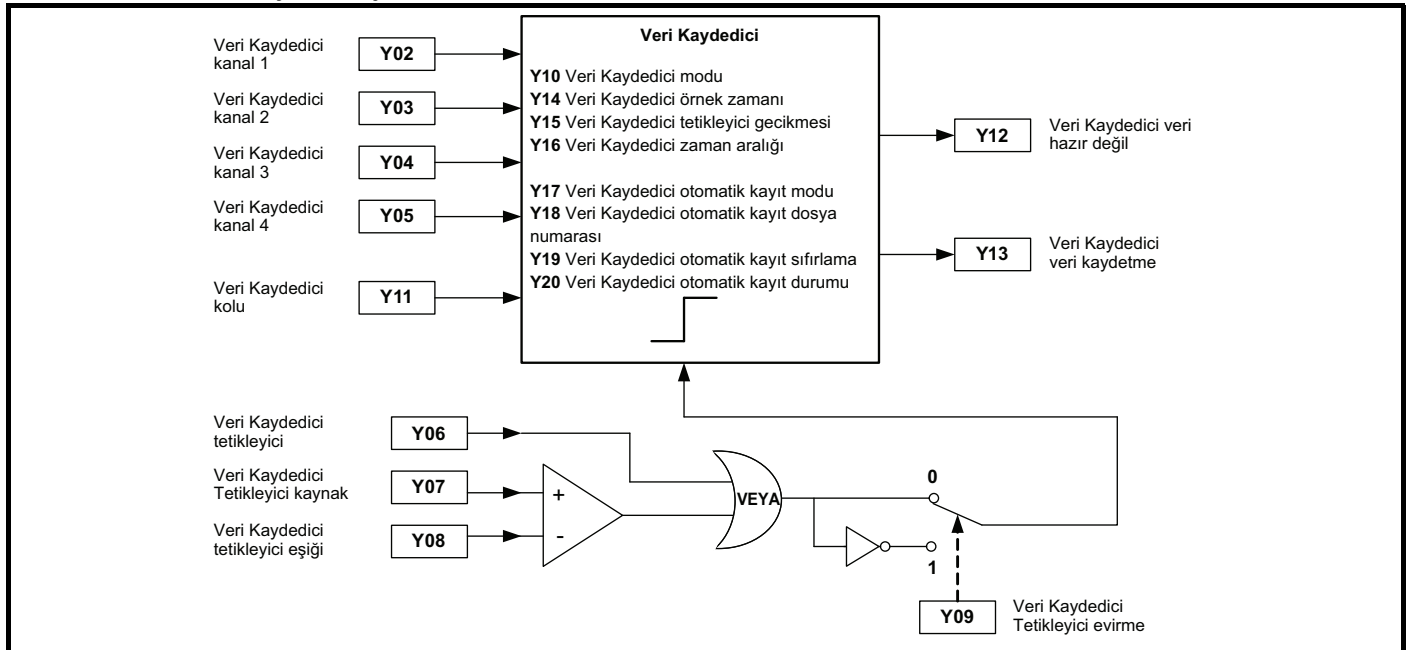 Veri Kaydedici
kanal 1
Y02
Veri Kaydedici
kanal 2
Y03
Veri Kaydedici
kanal 3
Y04
Veri Kaydedici
kanal 4
Y05
Veri Kaydedici
kolu
Y11
Veri Kaydedici
Y10 Veri Kaydedici modu
Y14 Veri Kaydedici örnek zamanı
Y15 Veri Kaydedici tetikleyici gecikmesi
Y16 Veri Kaydedici zaman aralığı
Y17 Veri Kaydedici otomatik kayıt modu
Y18 Veri Kaydedici otomatik kayıt dosya
numarası
Y19 Veri Kaydedici otomatik kayıt sıfırlama
Y20 Veri Kaydedici otomatik kayıt durumu
Y12
Veri Kaydedici veri
hazır değil
Y13
Veri Kaydedici
veri kaydetme
Veri Kaydedici
tetikleyici
Y06
Veri Kaydedici
Tetikleyici kaynak
Y07
Veri Kaydedici
tetikleyici eşiği
Y08
+
-
VEYA
0
1
Y09
Veri Kaydedici
Tetikleyici evirme